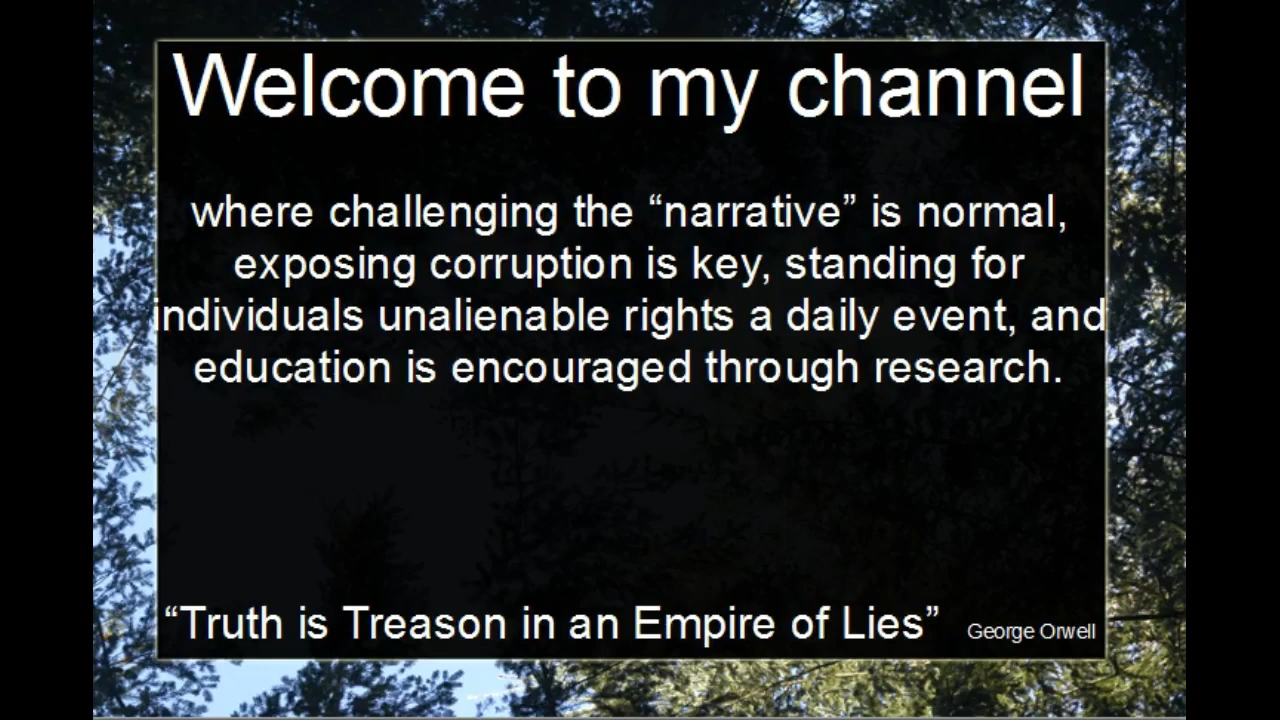 Welcome to my channel
where challenging the “narrative” is normal,
exposing corruption is key, standing for
individuals unalienable rights a daily event, and
education is encouraged through research.
“Truth is Treason in an Empire of Lies” George Orwell